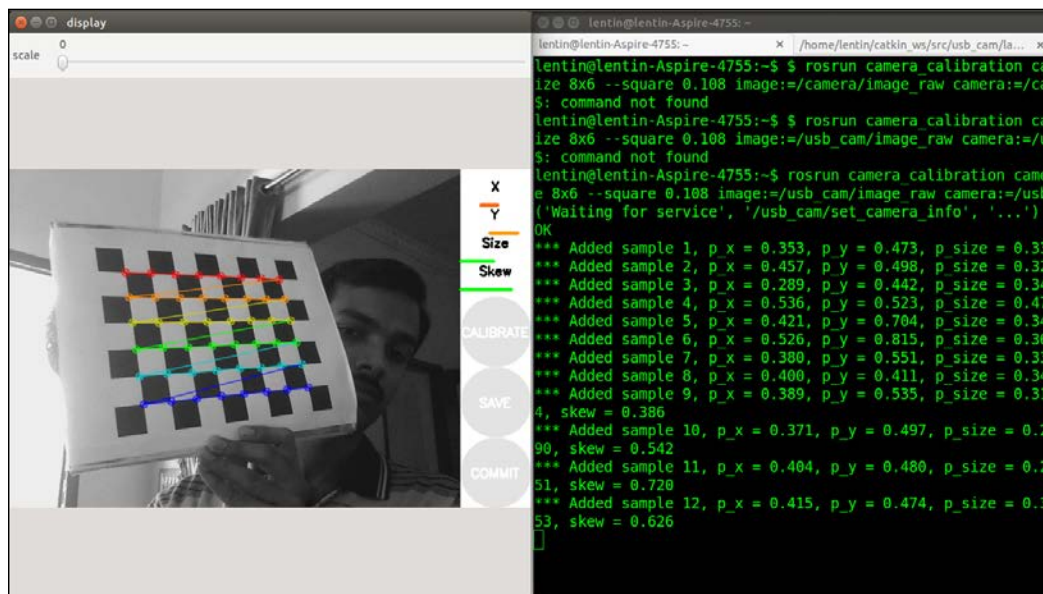 display
scale
0
X
Y
Size
Skew
CALIBRATE
SAVE
COMMIT
lentin@lentin-Aspire-4755: ~
lentin@lentin-Aspire-4755: ~
/home/lentin/catkin_ws/src/usb_cam/la...
lentin@lentin-Aspire-4755:~$ $ rosrun camera_calibration ca
ize 8x6 --square 0.108 image:=/camera/image_raw camera:=/ca
$: command not found
lentin@lentin-Aspire-4755:~$ $ rosrun camera_calibration ca
ize 8x6 --square 0.108 image:=/usb_cam/image_raw camera:=/u
$: command not found
lentin@lentin-Aspire-4755:~$ rosrun camera_calibration came
e 8x6 --square 0.108 image:=/usb_cam/image_raw camera:=/usb
('Waiting for service', '/usb_cam/set_camera_info', '...')
OK
*** Added sample 1, p_x = 0.353, p_y = 0.473, p_size = 0.33
*** Added sample 2, p_x = 0.457, p_y = 0.498, p_size = 0.32
*** Added sample 3, p_x = 0.289, p_y = 0.442, p_size = 0.34
*** Added sample 4, p_x = 0.536, p_y = 0.523, p_size = 0.47
*** Added sample 5, p_x = 0.421, p_y = 0.704, p_size = 0.34
*** Added sample 6, p_x = 0.526, p_y = 0.815, p_size = 0.36
*** Added sample 7, p_x = 0.380, p_y = 0.551, p_size = 0.33
*** Added sample 8, p_x = 0.400, p_y = 0.411, p_size = 0.34
*** Added sample 9, p_x = 0.389, p_y = 0.535, p_size =
4, skew = 0.386
*** Added sample 10, p_x = 0.371, p_y = 0.497, p_size = 0.2
90, skew = 0.542
*** Added sample 11, p_x = 0.404, p_y = 0.480, p_size = 0.2
51, skew = 0.720
*** Added sample 12, p_x = 0.415, p_y = 0.474, p_size = 0.3
53, skew = 0.626